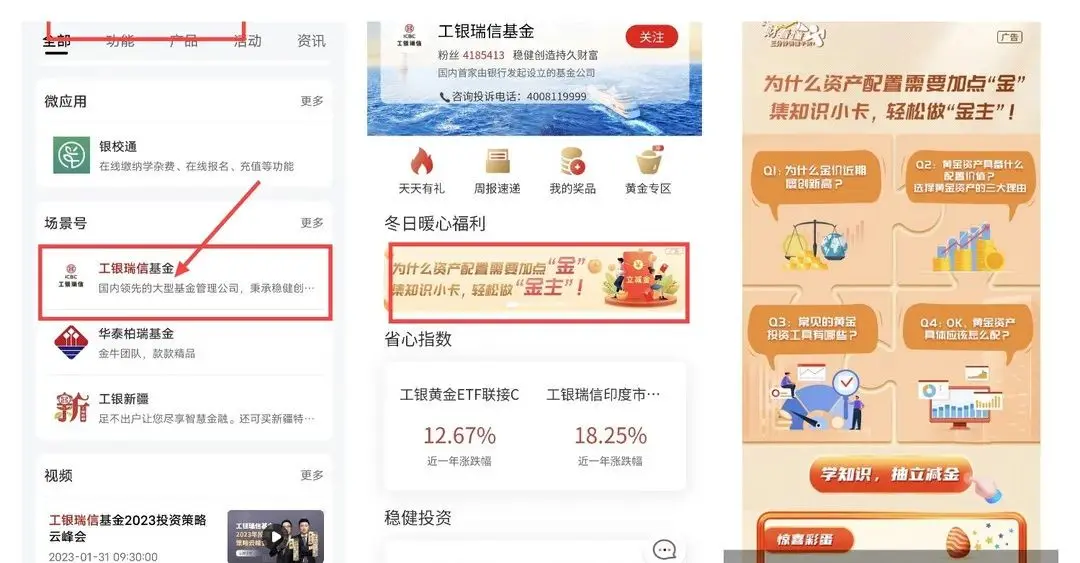 全部
功能
产品
活动
资讯
微应用
更多
银校通
在线缴纳学杂费、在线报名、充值等功能
场景号
更多
ICBC
工银瑞信
工银瑞信基金
国内领先的大型基金管理公司，秉承稳健创…
华泰柏瑞基金
金牛团队，款款精品
工银新疆
足不出户让您尽享智慧金融。还可买新疆特…
视频
更多
工银瑞信基金2023投资策略
云峰会
2023-01-31 09:30:00
工银瑞信基
ICBC
工银瑞信
工银瑞信基金
关注
粉丝 4185413 稳健创造持久财富
国内首家由银行发起设立的基金公司
咨询投诉电话：4008119999
天天有礼
周报速递
我的奖品
黄金专区
冬日暖心福利
为什么资产配置需要加点“金”
集知识小卡，轻松做“金主”！
立减金
省心指数
工银黄金ETF联接C
工银瑞信印度市…
12.67%
18.25%
近一年涨跌幅
近一年涨跌幅
稳健投资
广告
为什么资产配置需要加点“金”
集知识小卡，轻松做“金主”！
Q1：为什么金价近期
屡创新高？
Q2：黄金资产具备什么
配置价值？
选择黄金资产的三大理由
Q3：常见的黄金
投资工具有哪些？
Q4：OK，黄金资产
具体应该怎么配？
学知识，抽立减金
惊喜彩蛋